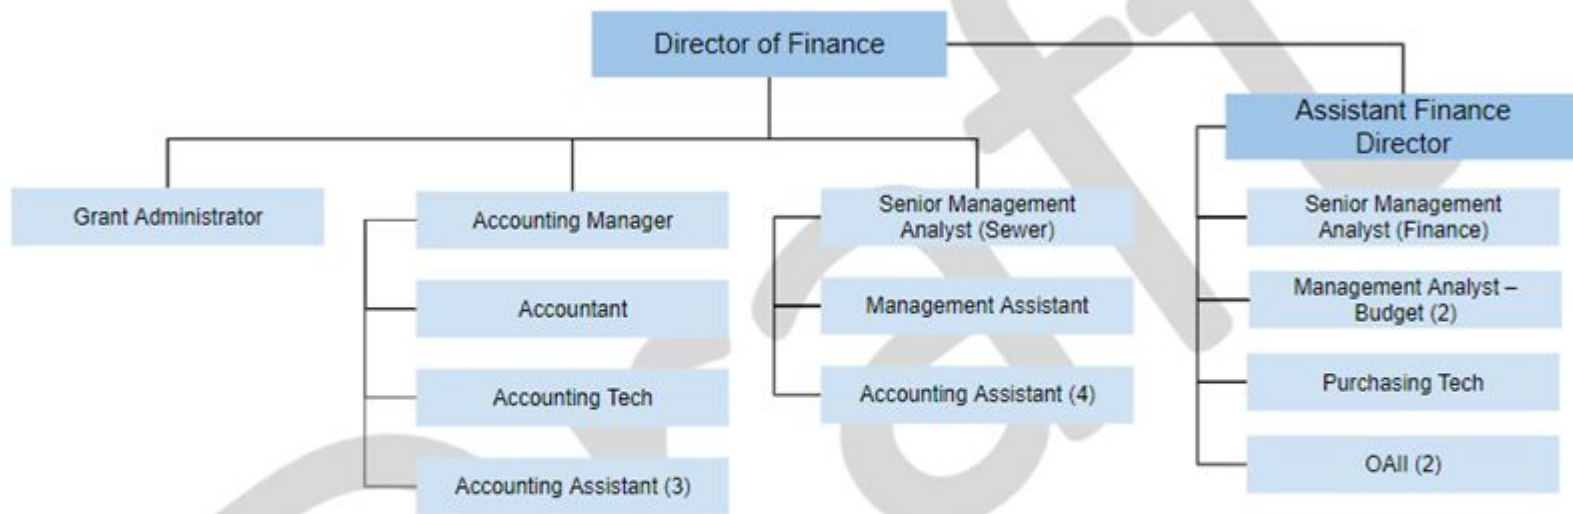 Director of Finance
Assistant Finance
Director
Grant Administrator
Accounting Manager
Accountant
Accounting Tech
Accounting Assistant (3)
Senior Management
Analyst (Sewer)
Management Assistant
Accounting Assistant (4)
Senior Management
Analyst (Finance)
Management Analyst –
Budget (2)
Purchasing Tech
OAII (2)